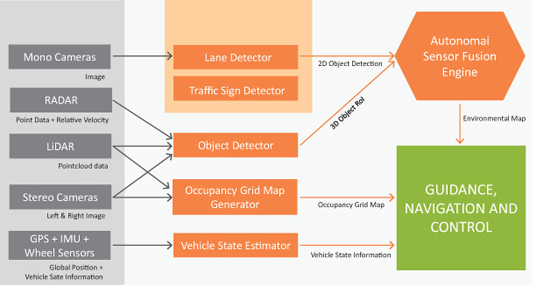 Mono Cameras
Image
RADAR
Point Data + Relative Velocity
LiDAR
Pointcloud data
Stereo Cameras
Left & Right Image
GPS + IMU +
Wheel Sensors
Global Position +
Vehicle Sate Information
Lane Detector
Traffic Sign Detector
Object Detector
Occupancy Grid Map
Generator
Vehicle State Estimator
2D Object Detection
3D Object RoI
Occupancy Grid Map
Vehicle State Information
Autonomai
Sensor Fusion
Engine
Environmental Map
GUIDANCE,
NAVIGATION AND
CONTROL